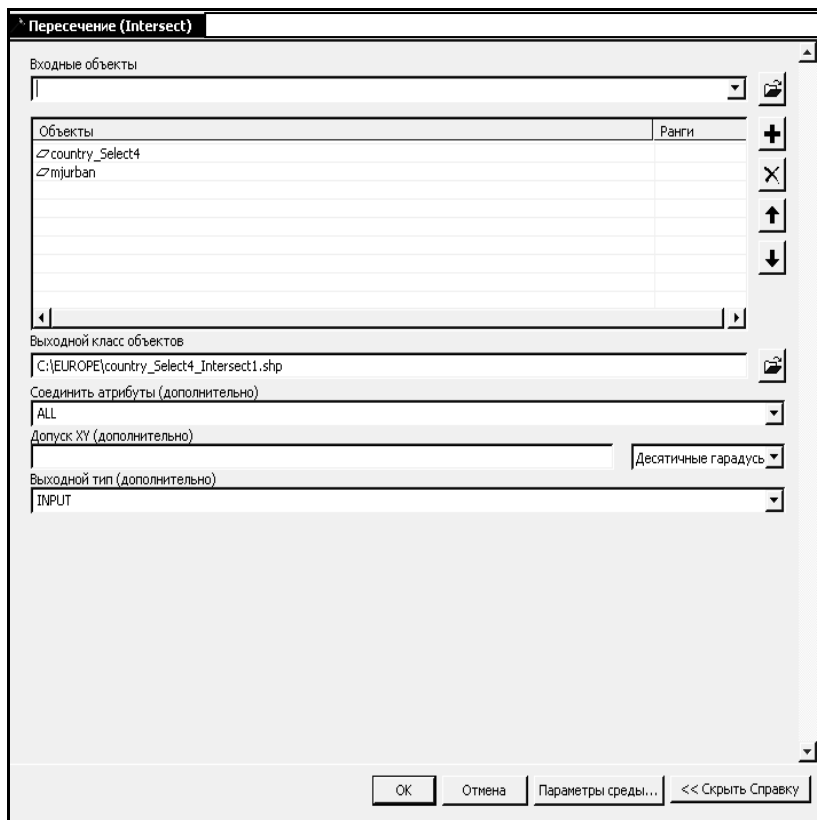 Пересечение (Intersect)
Входные объекты
Объекты Ранги
country_Select4
mjurban
Выходной класс объектов
C:\EUROPE\country_Select4_Intersect1.shp
Соединить атрибуты (дополнительно)
ALL
Допуск XY (дополнительно)
Десятичные гарадусь
Выходной тип (дополнительно)
INPUT
OK Отмена Параметры среды... << Скрыть Справку